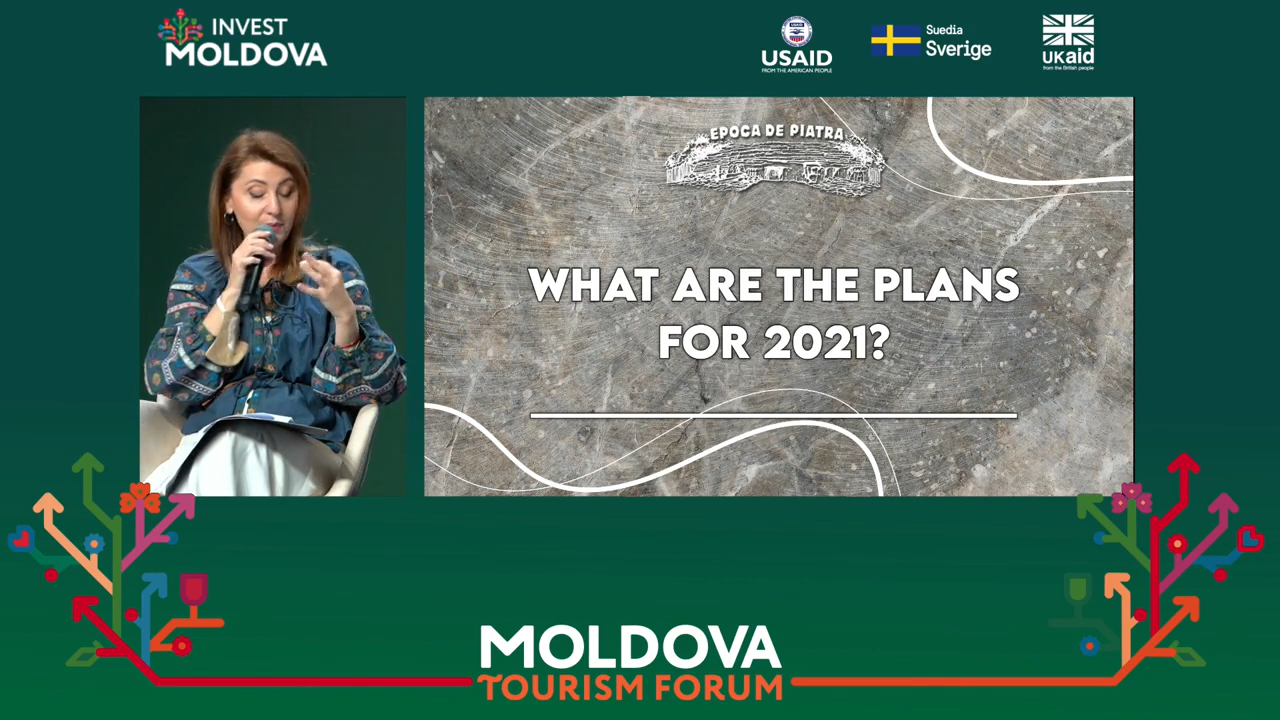 INVEST
MOLDOVA
USAID
FROM THE AMERICAN PEOPLE
Suedia
Sverige
UKaid
from the British people
EPOCA DE PIATRA
WHAT ARE THE PLANS
FOR 2021?
MOLDOVA
TOURISM FORUM